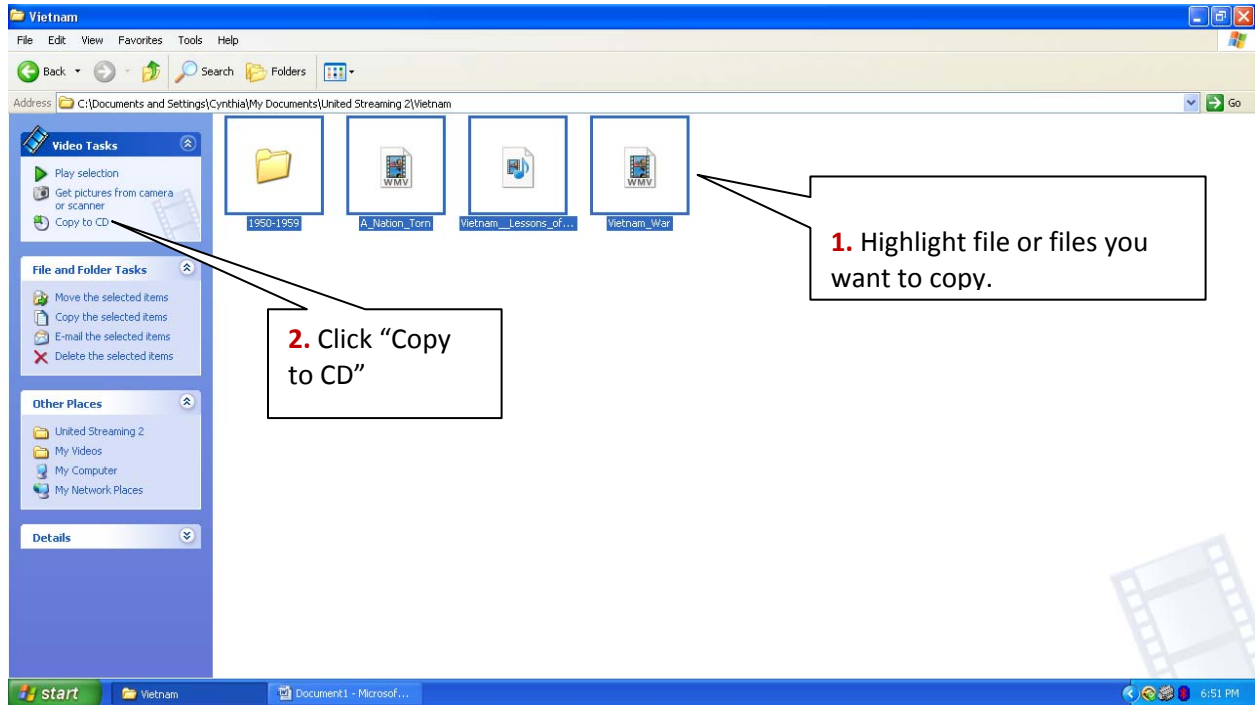 Vietnam
File Edit View Favorites Tools Help
Back Search Folders
Address C:\Documents and Settings\Cynthia\My Documents\United Streaming 2\Vietnam Go
Video Tasks
Play selection
Get pictures from camera
or scanner
Copy to CD
File and Folder Tasks
Move the selected items
Copy the selected items
E-mail the selected items
Delete the selected items
Other Places
United Streaming 2
My Videos
My Computer
My Network Places
Details
WMV
WMV
1950-1959 A_Nation_Torn Vietnam__Lessons_of... Vietnam_War
1. Highlight file or files you
want to copy.
2. Click “Copy
to CD”
start Vietnam Document1 - Microsof... 6:51 PM